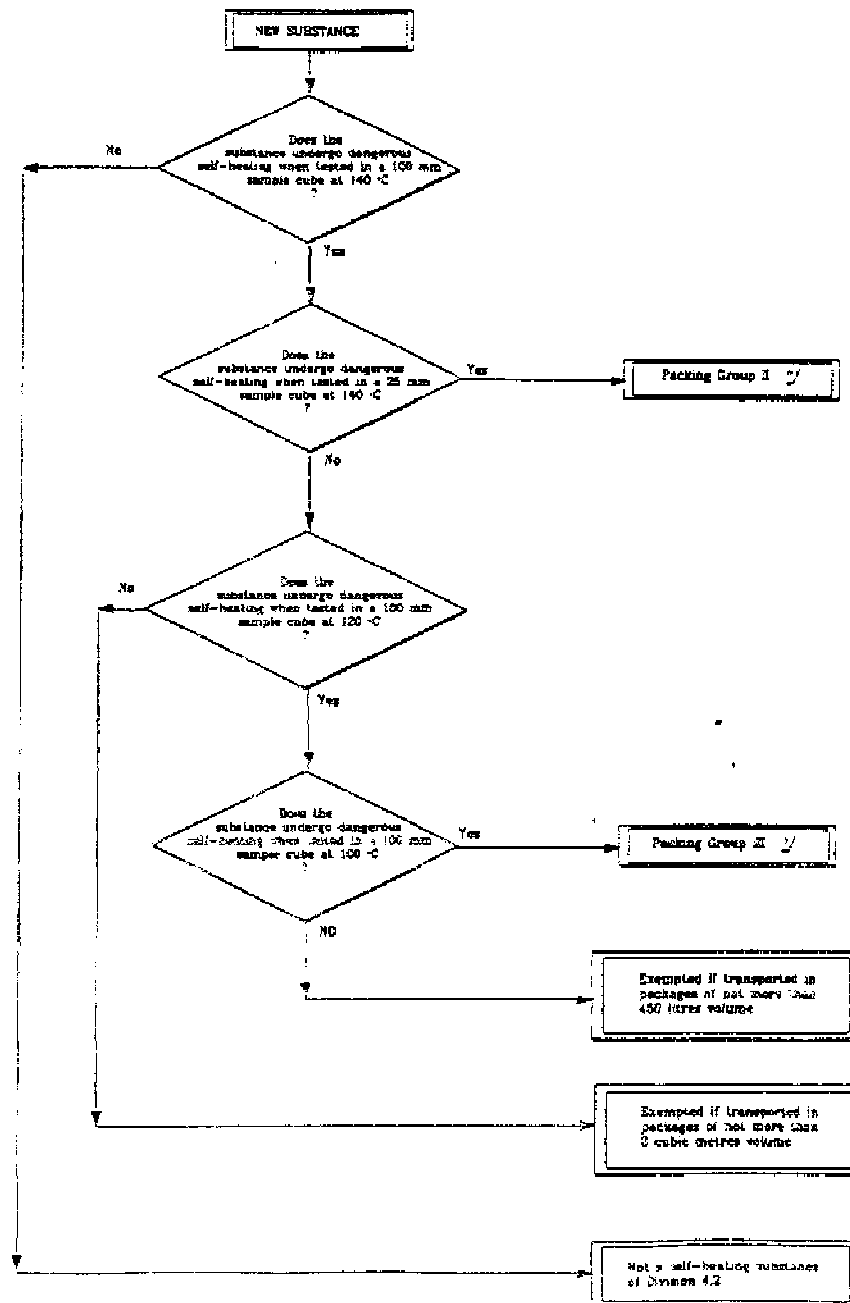 NEW SUBSTANCE
No
Does the
substance undergo dangerous
self-heating when tested in a 100 mm
sample cube at 140 °C
?
Yes
Does the
substance undergo dangerous
self-heating when tested in a 25 mm
sample cube at 140 °C
?
Yes
Packing Group II
No
Does the
substance undergo dangerous
self-heating when tested in a 100 mm
sample cube at 120 °C
?
No
Yes
Does the
substance undergo dangerous
self-heating when tested in a 100 mm
cube at 100 °C
?
Yes
Packing Group III
NO
Exempted if transported in
packages of not more than
450 litres volume
Exempted if transported in
packages of not more than
3 cubic metres volume
Not a self-heating substance
of Division 4.2